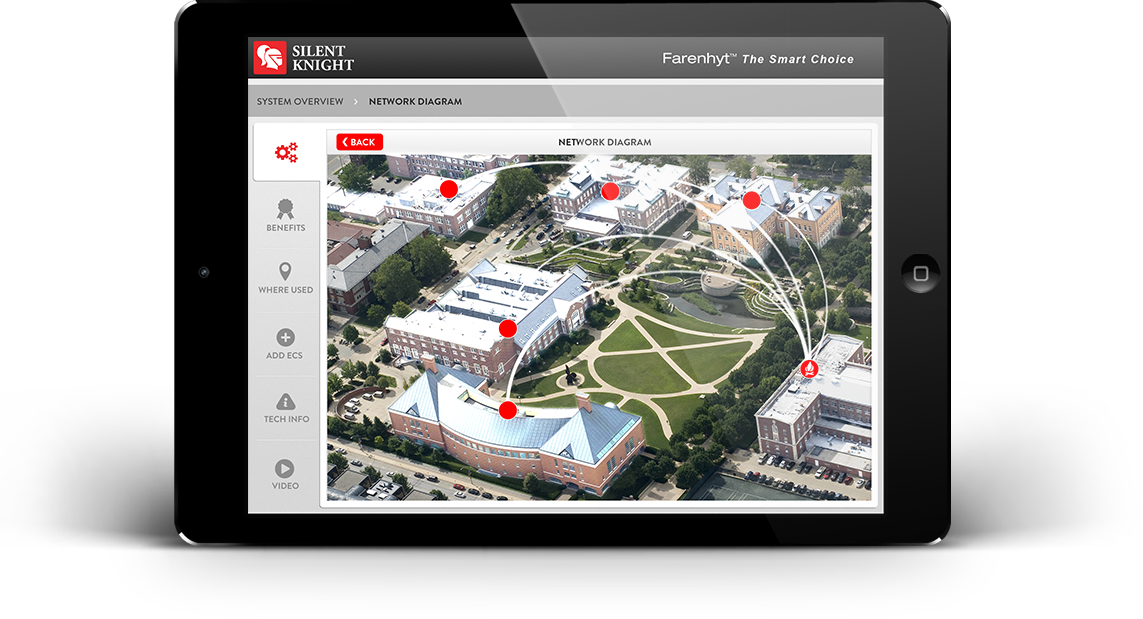 SILENT
KNIGHT
Farenhyt™ The Smart Choice
SYSTEM OVERVIEW > NETWORK DIAGRAM
BACK
NETWORK DIAGRAM
BENEFITS
WHERE USED
ADD ECS
TECH INFO
VIDEO